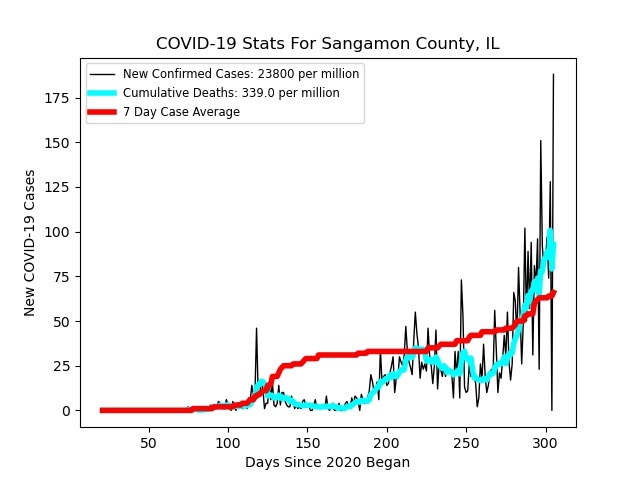 COVID-19 Stats For Sangamon County, IL
New Confirmed Cases: 23800 per million
Cumulative Deaths: 339.0 per million
7 Day Case Average
175
150
125
100
75
50
25
0
New COVID-19 Cases
50 100 150 200 250 300
Days Since 2020 Began